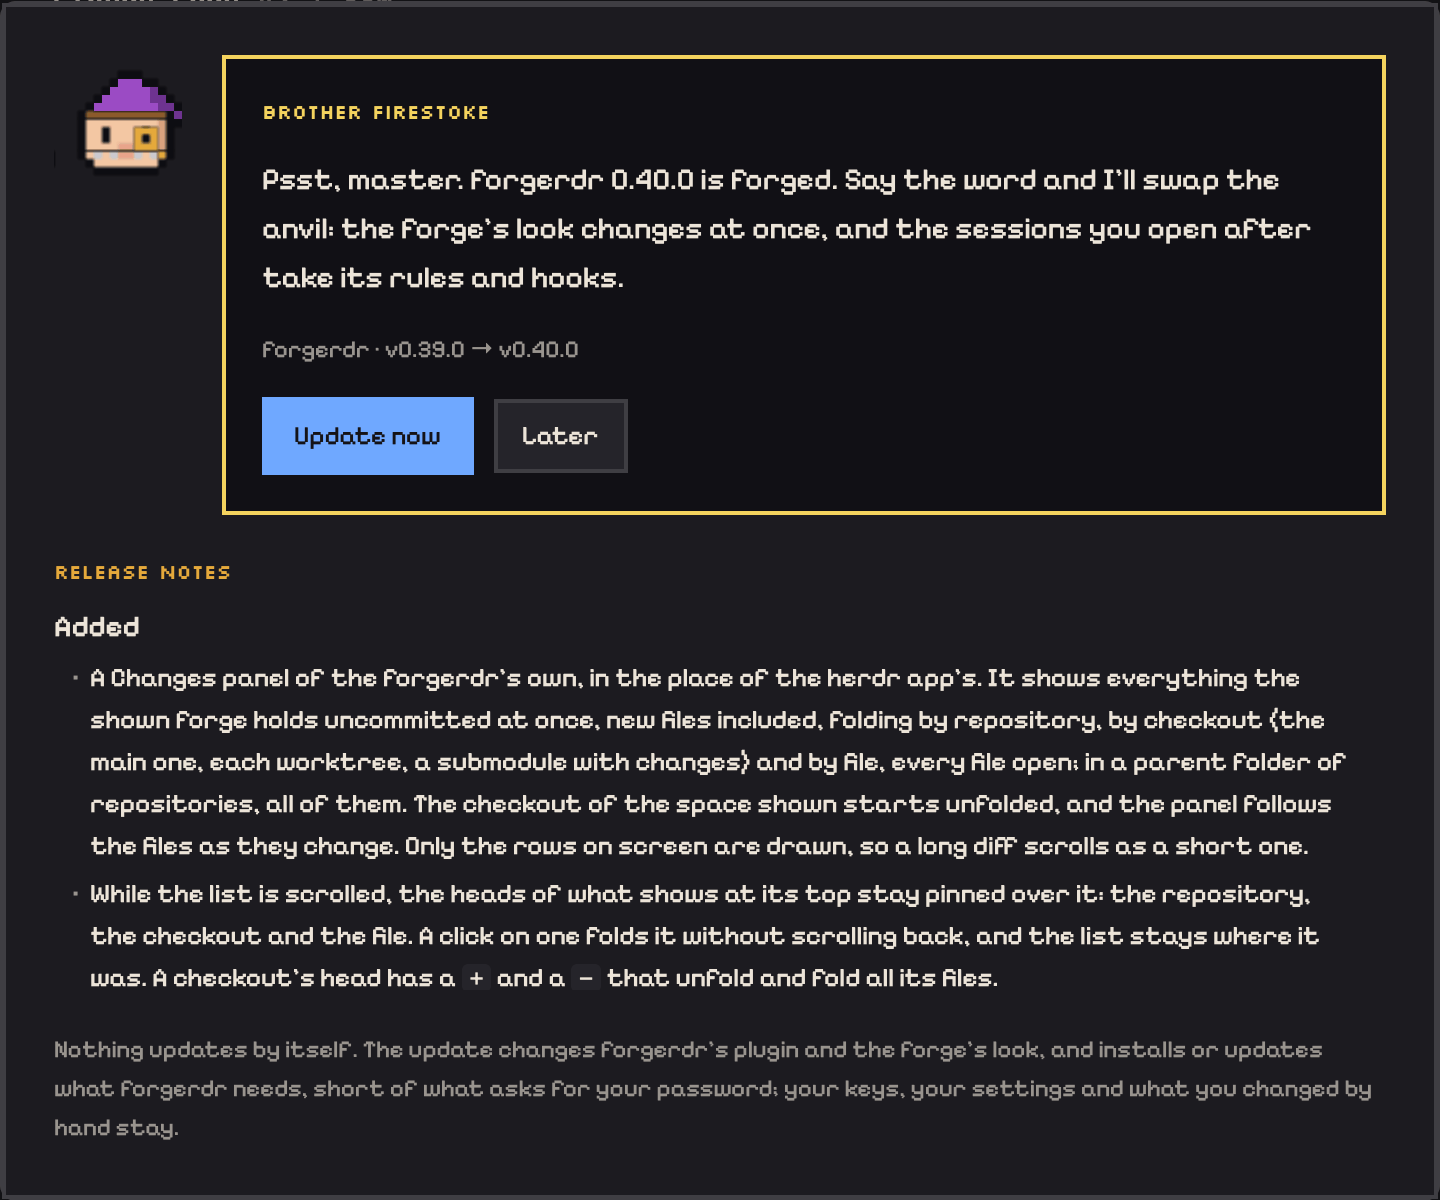 BROTHER FIRESTOKE
Psst, master. Forgerdr 0.40.0 is forged. Say the word and I'll swap the
anvil: the forge's look changes at once, and the sessions you open after
take its rules and hooks.
forgerdr · v0.39.0 → v0.40.0
Update now
Later
RELEASE NOTES
Added
· A Changes panel of the forgerdr's own, in the place of the herdr app's. It shows everything the
shown forge holds uncommitted at once, new files included, folding by repository, by checkout (the
main one, each worktree, a submodule with changes) and by file, every file open; in a parent folder of
repositories, all of them. The checkout of the space shown starts unfolded, and the panel follows
the files as they change. Only the rows on screen are drawn, so a long diff scrolls as a short one.
· While the list is scrolled, the heads of what shows at its top stay pinned over it: the repository,
the checkout and the file. A click on one folds it without scrolling back, and the list stays where it
was. A checkout's head has a + and a − that unfold and fold all its files.
Nothing updates by itself. The update changes forgerdr's plugin and the forge's look, and installs or updates
what forgerdr needs, short of what asks for your password; your keys, your settings and what you changed by
hand stay.